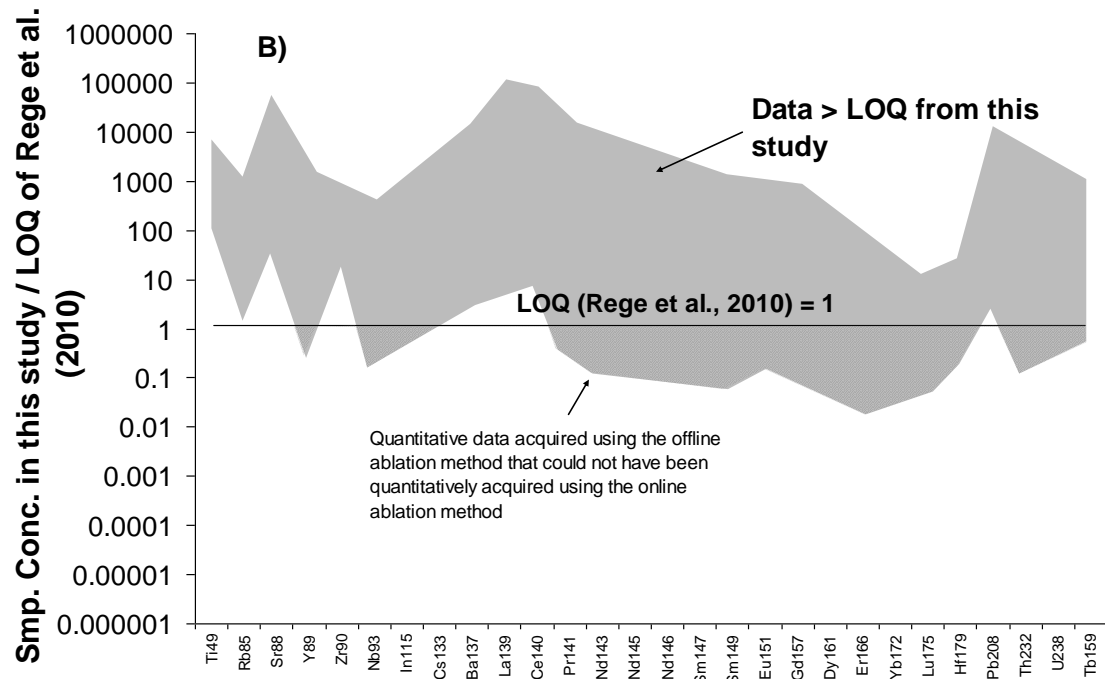 Smp. Conc. in this study / LOQ of Rege et al.
(2010)
1000000
100000
10000
1000
100
10
1
0.1
0.01
0.001
0.0001
0.00001
0.000001
B)
Data > LOQ from this
study
LOQ (Rege et al., 2010) = 1
Quantitative data acquired using the offline
ablation method that could not have been
quantitatively acquired using the online
ablation method
Ti49
Rb85
Sr88
Y89
Zr90
Nb93
In115
Cs133
Ba137
La139
Ce140
Pr141
Nd143
Nd145
Nd146
Sm147
Sm149
Eu151
Gd157
Dy161
Er166
Yb172
Lu175
Hf179
Pb208
Th232
U238
Tb159